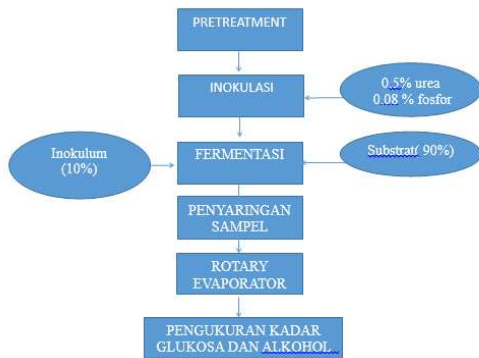 PRETREATMENT
INOKULASI
0.5% urea
0.08 % fosfor
Inokulum
(10%)
FERMENTASI
Substrat( 90%)
PENYARINGAN
SAMPEL
ROTARY
EVAPORATOR
PENGUKURAN KADAR
GLUKOSA DAN ALKOHOL